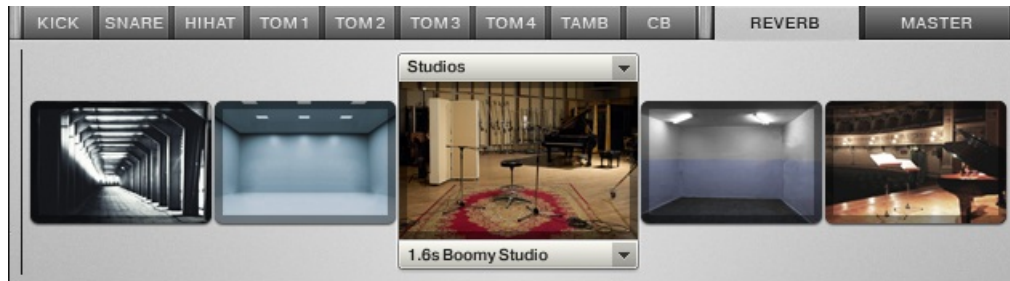 KICK SNARE HIHAT TOM 1 TOM 2 TOM 3 TOM 4 TAMB CB REVERB MASTER
Studios
1.6s Boomy Studio